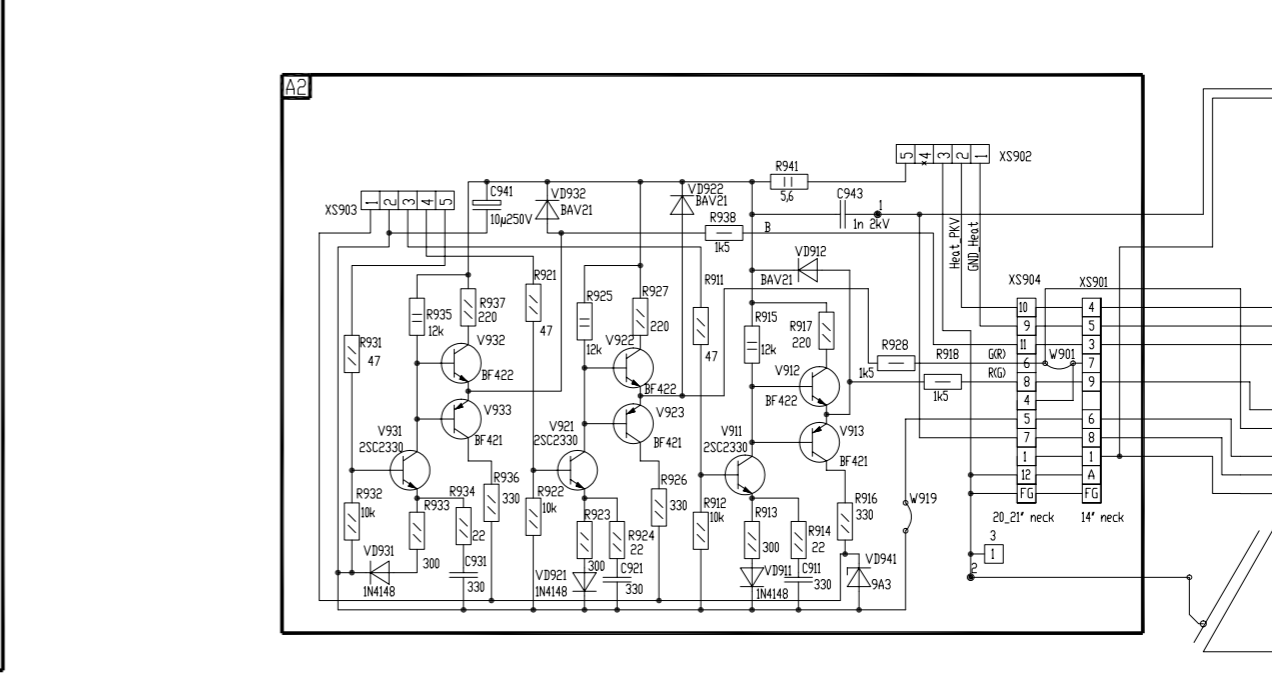 A2
5 *4 3 2 1 XS902
R941
5,6
XS903 1 2 3 4 5
C941
10µ250V
VD932
BAV21
VD922
BAV21
C943
1
1n 2kV
R938
1k5
B
Heat_PKV
GND_Heat
VD912
BAV21
XS904
XS901
R921
47
R925
12k
R927
220
R911
47
R935
12k
R937
220
R931
47
R915
12k
R917
220
V932
BF422
V922
BF422
V912
BF422
R928
1k5
R918
1k5
G(R)
R(G)
W901
10 4
9 5
11 3
6 7
8 9
4
5 6
7 8
1 1
12 A
FG FG
20_21" neck
14" neck
V933
BF421
V923
BF421
V913
BF421
V931
2SC2330
V921
2SC2330
V911
2SC2330
R932
10k
R933
300
R934
22
R936
330
R922
10k
R923
300
R924
22
R926
330
R912
10k
R913
300
R914
22
R916
330
W919
VD931
1N4148
C931
330
VD921
1N4148
C921
330
VD911
1N4148
C911
330
VD941
9A3
3
1
2